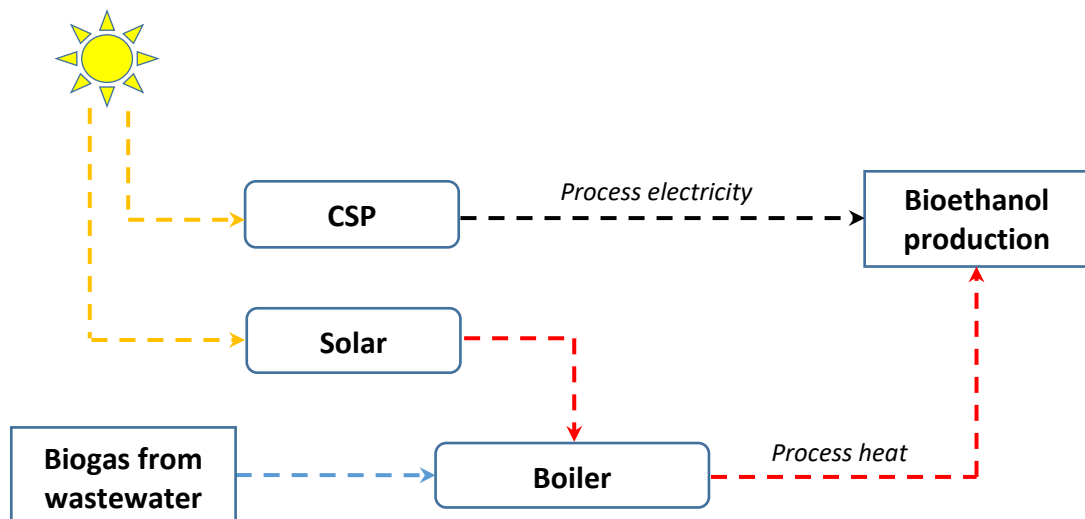 CSP
Process electricity
Bioethanol
production
Solar
Biogas from
wastewater
Boiler
Process heat